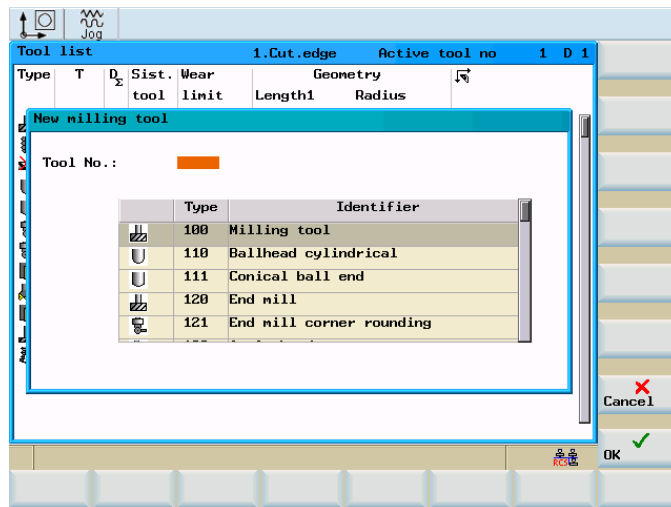 Jog
Tool list 1.Cut.edge Active tool no 1 D 1
Type T D Σ Sist. Wear Geometry
tool limit Length1 Radius
New milling tool
Tool No.:
Type Identifier
100 Milling tool
110 Ballhead cylindrical
111 Conical ball end
120 End mill
121 End mill corner rounding
Cancel
OK